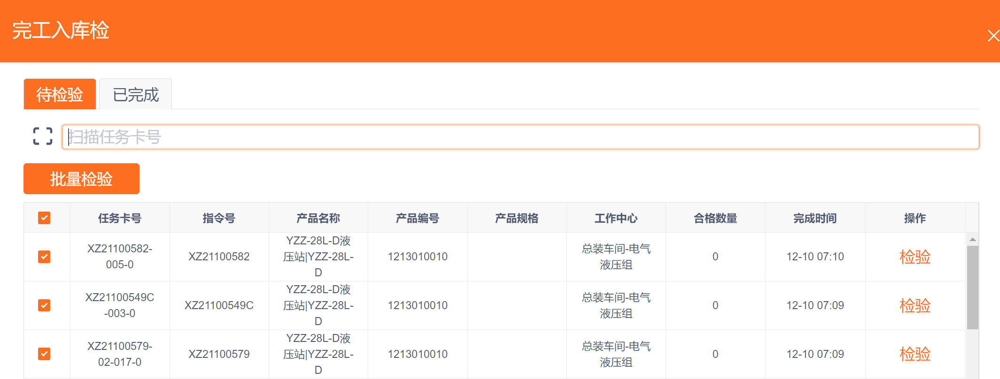 完工入库检
待检验 已完成
扫描任务卡号
批量检验
任务卡号 指令号 产品名称 产品编号 产品规格 工作中心 合格数量 完成时间 操作
XZ21100582-
005-0
XZ21100582
YZZ-28L-D液
压站|YZZ-28L-
D
1213010010
总装车间-电气
液压组
0
12-10 07:10
检验
XZ21100549C
-003-0
XZ21100549C
YZZ-28L-D液
压站|YZZ-28L-
D
1213010010
总装车间-电气
液压组
0
12-10 07:09
检验
XZ21100579-
02-017-0
XZ21100579
YZZ-28L-D液
压站|YZZ-28L-
D
1213010010
总装车间-电气
液压组
0
12-10 07:09
检验